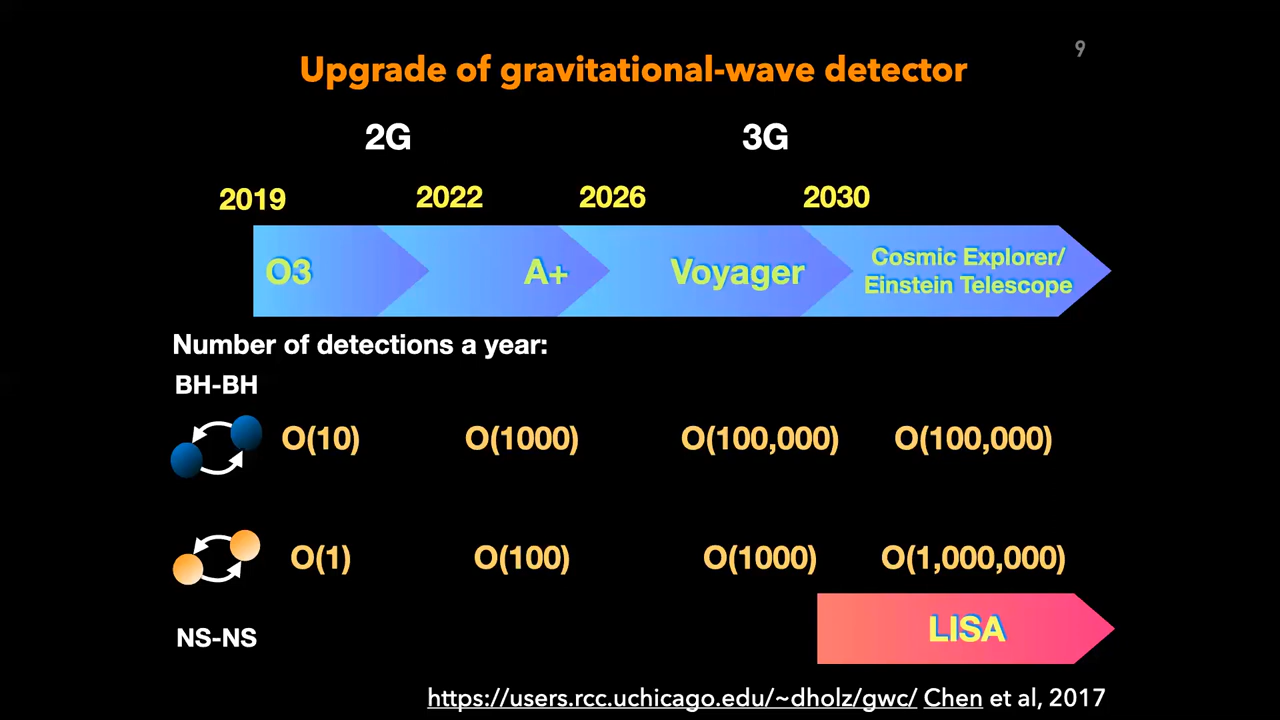 9
Upgrade of gravitational-wave detector
2G 3G
2019 2022 2026 2030
O3 A+ Voyager Cosmic Explorer/
Einstein Telescope
Number of detections a year:
BH-BH
O(10) O(1000) O(100,000) O(100,000)
O(1) O(100) O(1000) O(1,000,000)
LISA
NS-NS
https://users.rcc.uchicago.edu/~dholz/gwc/ Chen et al, 2017